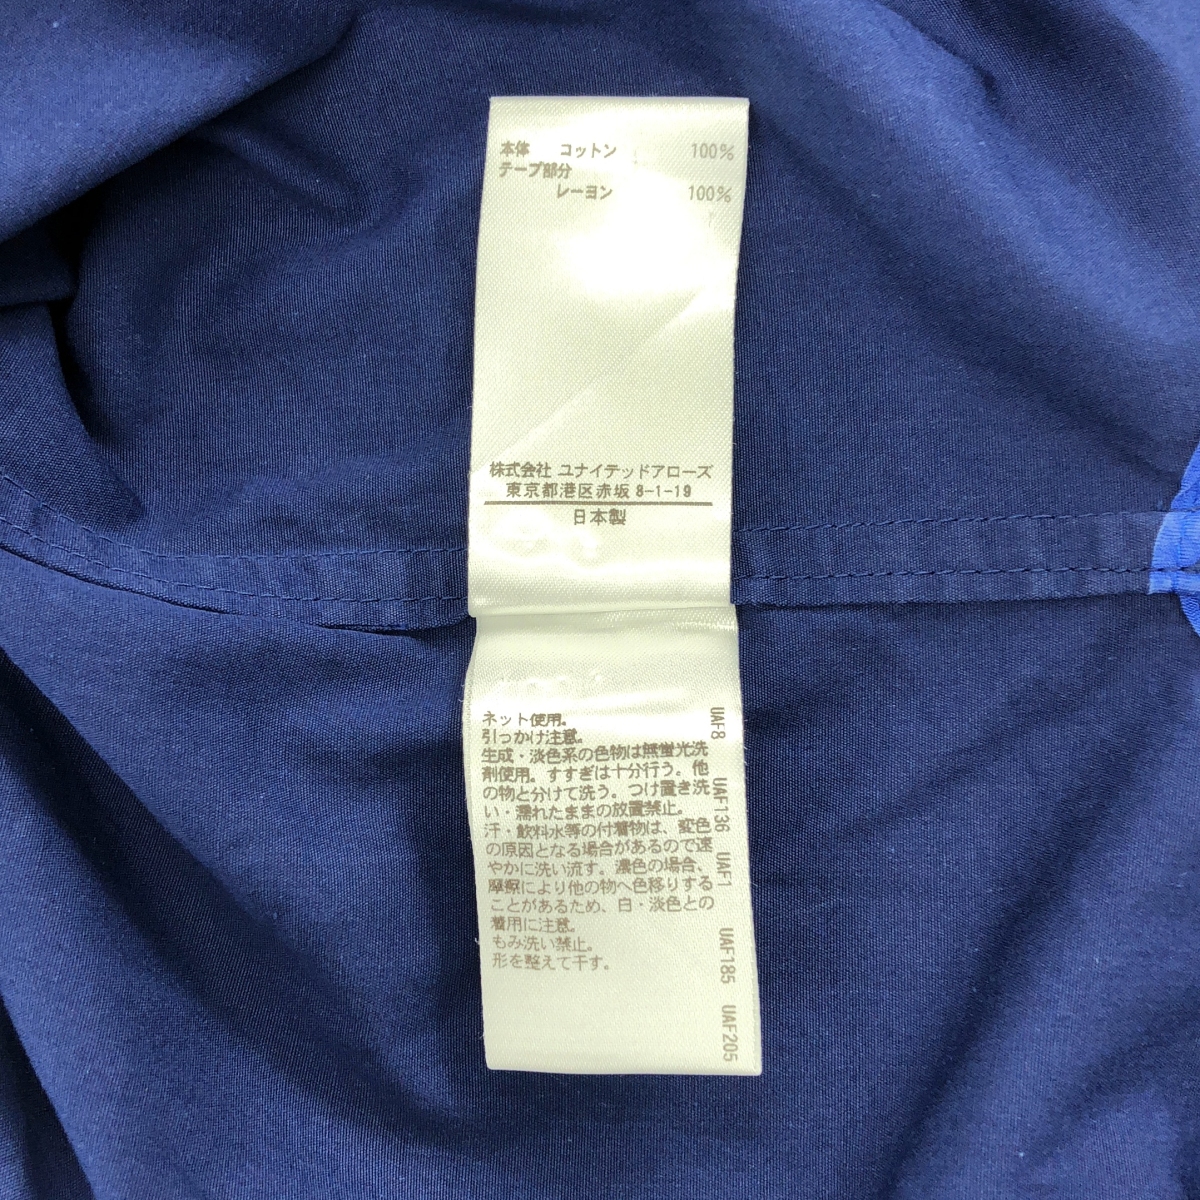 本体 コットン 100%
テープ部分
レーヨン 100%
株式会社 ユナイテッドアローズ
東京都港区赤坂 8-1-19
日本製
ネット使用。
引っかけ注意。
生成・淡色系の色物は無蛍光洗
剤使用。すすぎは十分行う。他
の物と分けて洗う。つけ置き洗
い・濡れたままの放置禁止。
汗・飲料水等の付着物は、変色
の原因となる場合があるので速
やかに洗い流す。濃色の場合、
摩擦により他の物へ色移りする
ことがあるため、白・淡色との
着用に注意。
もみ洗い禁止。
形を整えて干す。
UAF8 UAF136 UAF1 UAF185 UAF205